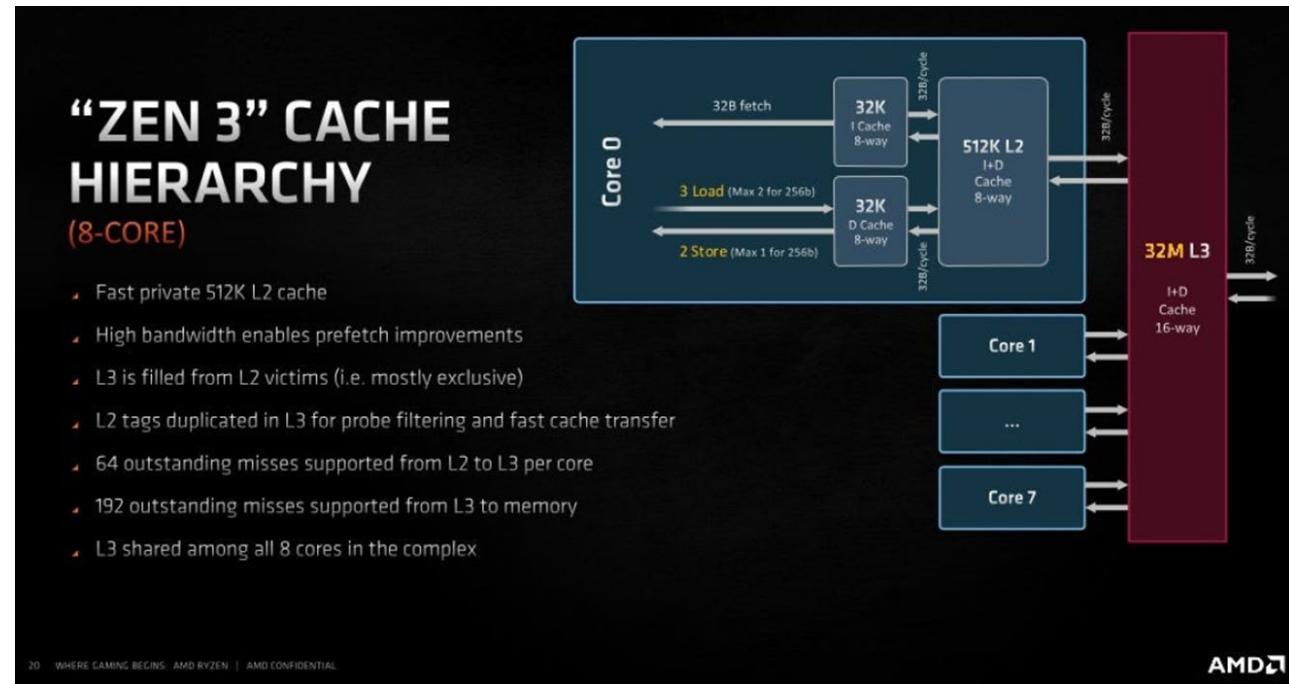 “ZEN 3” CACHE
HIERARCHY
(8-CORE)
Fast private 512K L2 cache
High bandwidth enables prefetch improvements
L3 is filled from L2 victims (i.e. mostly exclusive)
L2 tags duplicated in L3 for probe filtering and fast cache transfer
64 outstanding misses supported from L2 to L3 per core
192 outstanding misses supported from L3 to memory
L3 shared among all 8 cores in the complex
Core 0
32B fetch
3 Load (Max 2 for 256b)
2 Store (Max 1 for 256b)
32K
I Cache
8-way
32K
D Cache
8-way
32B/cycle
32B/cycle
512K L2
I+D
Cache
8-way
32B/cycle
Core 1
...
Core 7
32M L3
I+D
Cache
16-way
32B/cycle
20 WHERE GAMING BEGINS AMD RYZEN | AMD CONFIDENTIAL
AMD